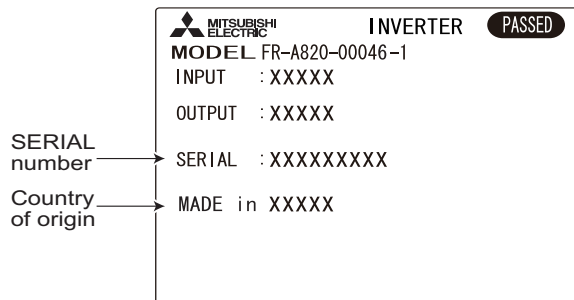 MITSUBISHI
ELECTRIC
INVERTER
PASSED
MODEL FR-A820-00046-1
INPUT : XXXXX
OUTPUT : XXXXX
SERIAL number
SERIAL : XXXXXXXXX
Country of origin
MADE in XXXXX